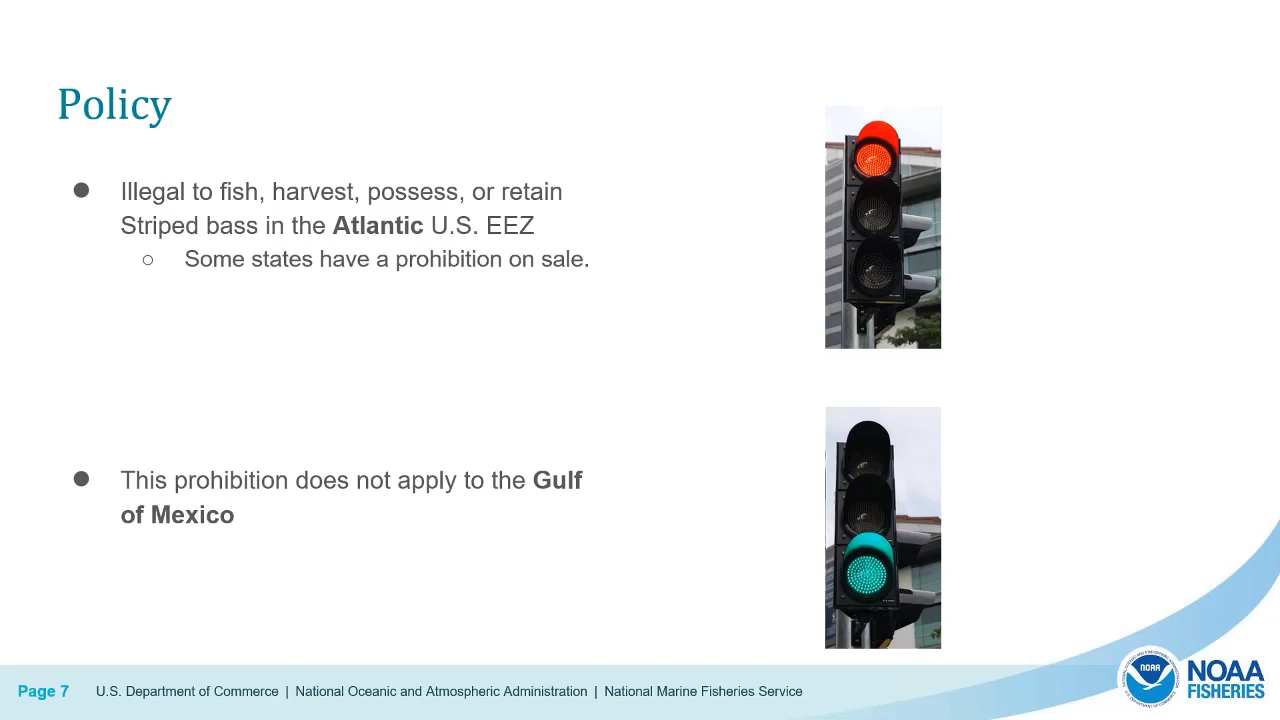 Policy
● Illegal to fish, harvest, possess, or retain
Striped bass in the Atlantic U.S. EEZ
○ Some states have a prohibition on sale.
● This prohibition does not apply to the Gulf
of Mexico
Page 7 U.S. Department of Commerce | National Oceanic and Atmospheric Administration | National Marine Fisheries Service
NOAA
NOAA
FISHERIES